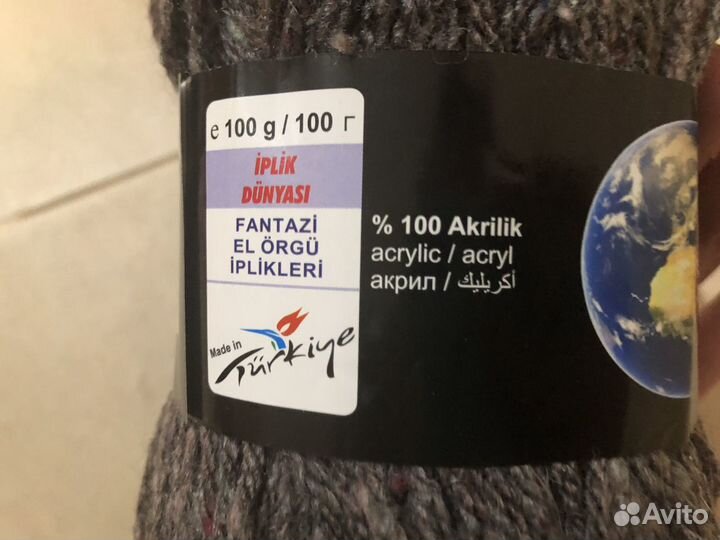 e 100 g / 100 г
İPLİK
DÜNYASI
FANTAZİ
EL ÖRGÜ
İPLİKLERİ
Made in
Türkiye
% 100 Akrilik
acrylic / acryl
акрил / أكريليك
Avito